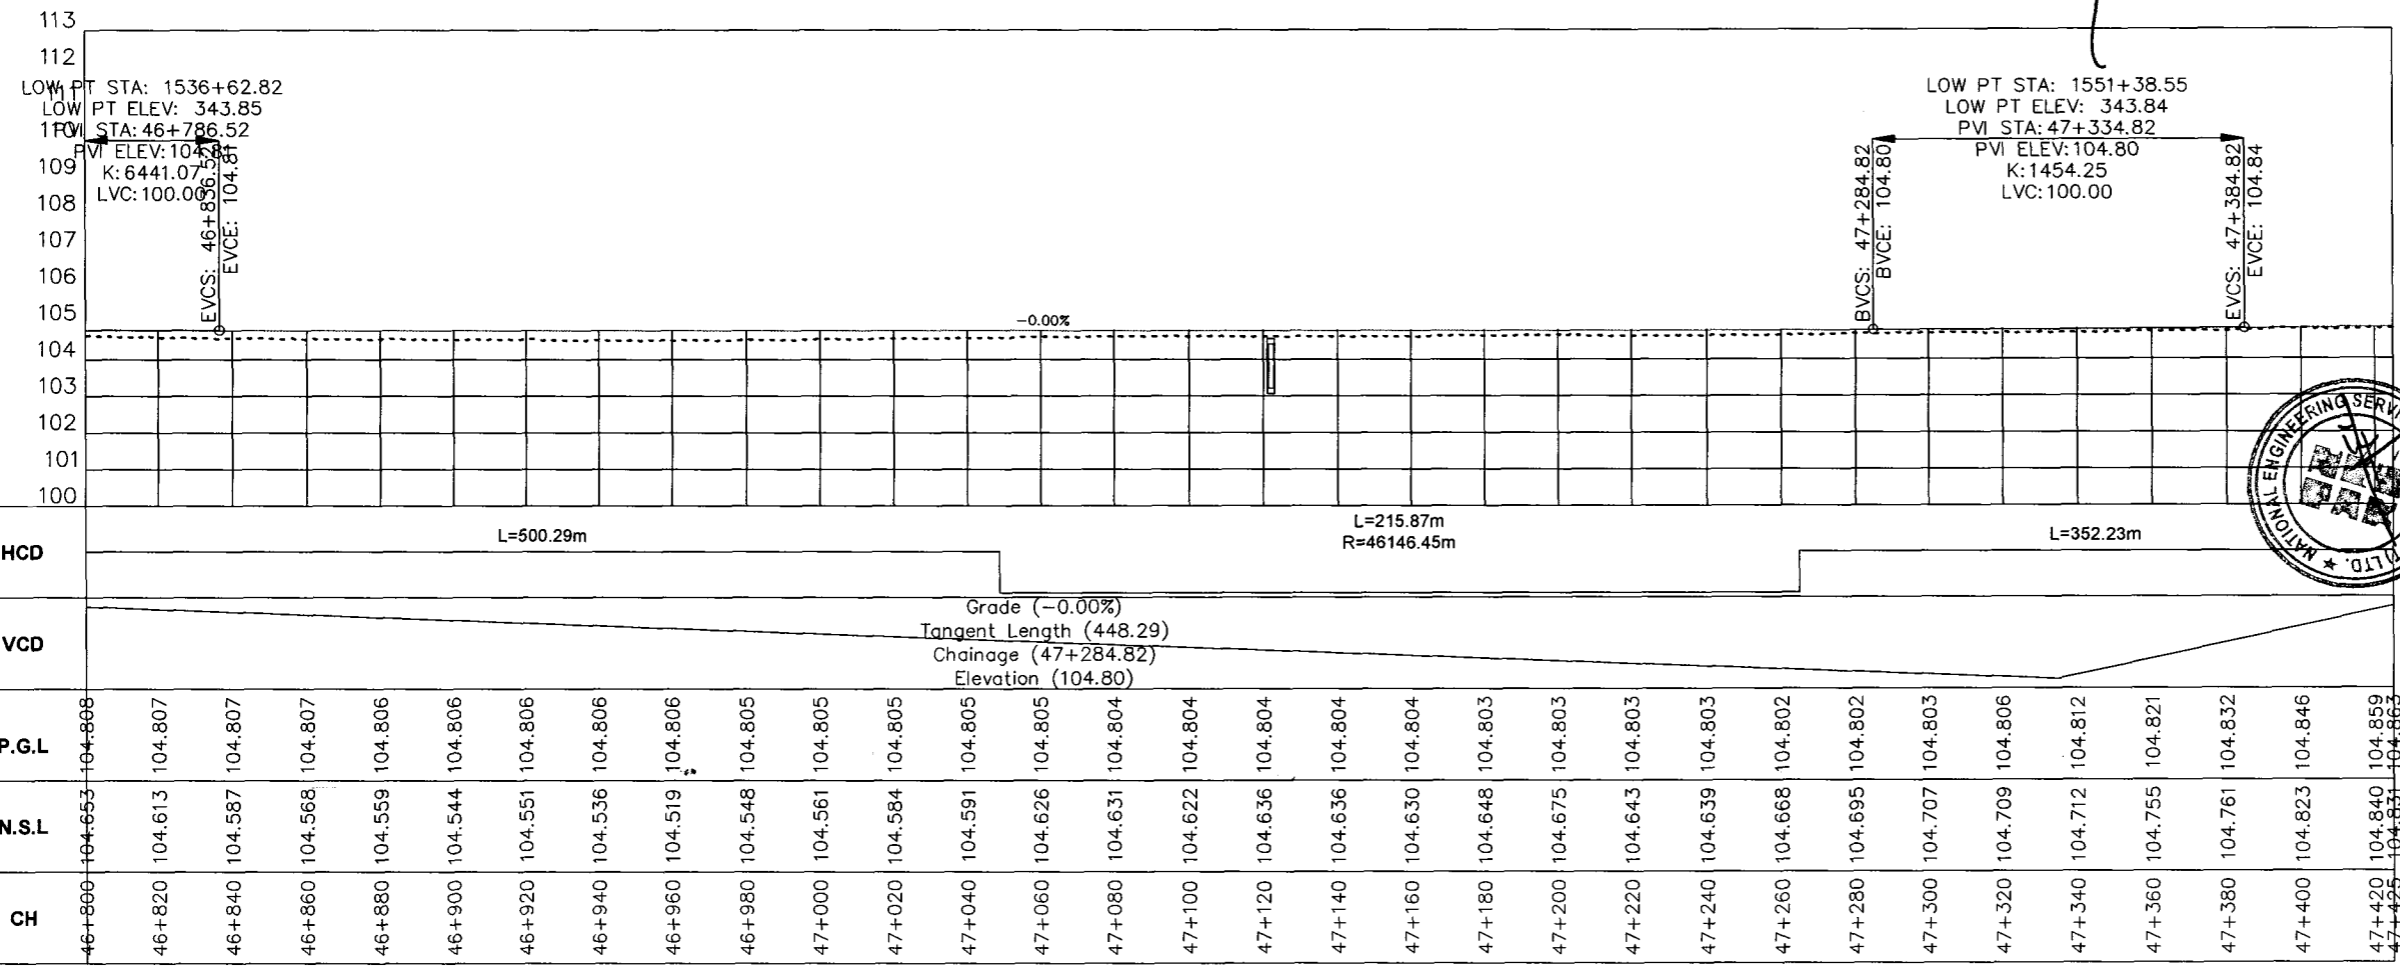 113
112
111
110
109
108
107
106
105
104
103
102
101
100
LOW PT STA: 1536+62.82
LOW PT ELEV: 343.85
PVI STA: 46+786.52
PVI ELEV: 104.81
K: 6441.07
LVC: 100.00
EVCS: 46+836.52
EVCE: 104.81
-0.00%
LOW PT STA: 1551+38.55
LOW PT ELEV: 343.84
PVI STA: 47+334.82
PVI ELEV: 104.80
K: 1454.25
LVC: 100.00
BVCS: 47+284.82
BVCE: 104.80
EVCS: 47+384.82
EVCE: 104.84
NATIONAL ENGINEERING LTD.
HCD
L=500.29m
L=215.87m
R=46146.45m
L=352.23m
VCD
Grade (-0.00%)
Tangent Length (448.29)
Chainage (47+284.82)
Elevation (104.80)
P.G.L 104.808 104.807 104.807 104.807 104.806 104.806 104.806 104.806 104.806 104.805 104.805 104.805 104.805 104.805 104.804 104.804 104.804 104.804 104.804 104.803 104.803 104.803 104.803 104.802 104.802 104.803 104.806 104.812 104.821 104.832 104.846 104.859 104.863
N.S.L 104.653 104.613 104.587 104.568 104.559 104.544 104.551 104.536 104.519 104.548 104.561 104.584 104.591 104.626 104.631 104.622 104.636 104.636 104.630 104.648 104.675 104.643 104.639 104.668 104.695 104.707 104.709 104.712 104.755 104.761 104.823 104.840 104.831
CH 46+800 46+820 46+840 46+860 46+880 46+900 46+920 46+940 46+960 46+980 47+000 47+020 47+040 47+060 47+080 47+100 47+120 47+140 47+160 47+180 47+200 47+220 47+240 47+260 47+280 47+300 47+320 47+340 47+360 47+380 47+400 47+420 47+425